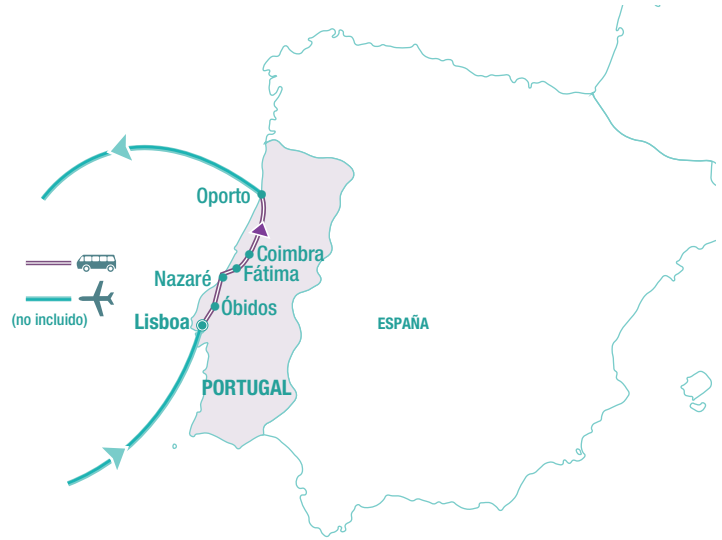 Oporto
Coimbra
Fátima
Nazaré
Óbidos
(no incluido)
Lisboa
ESPAÑA
PORTUGAL